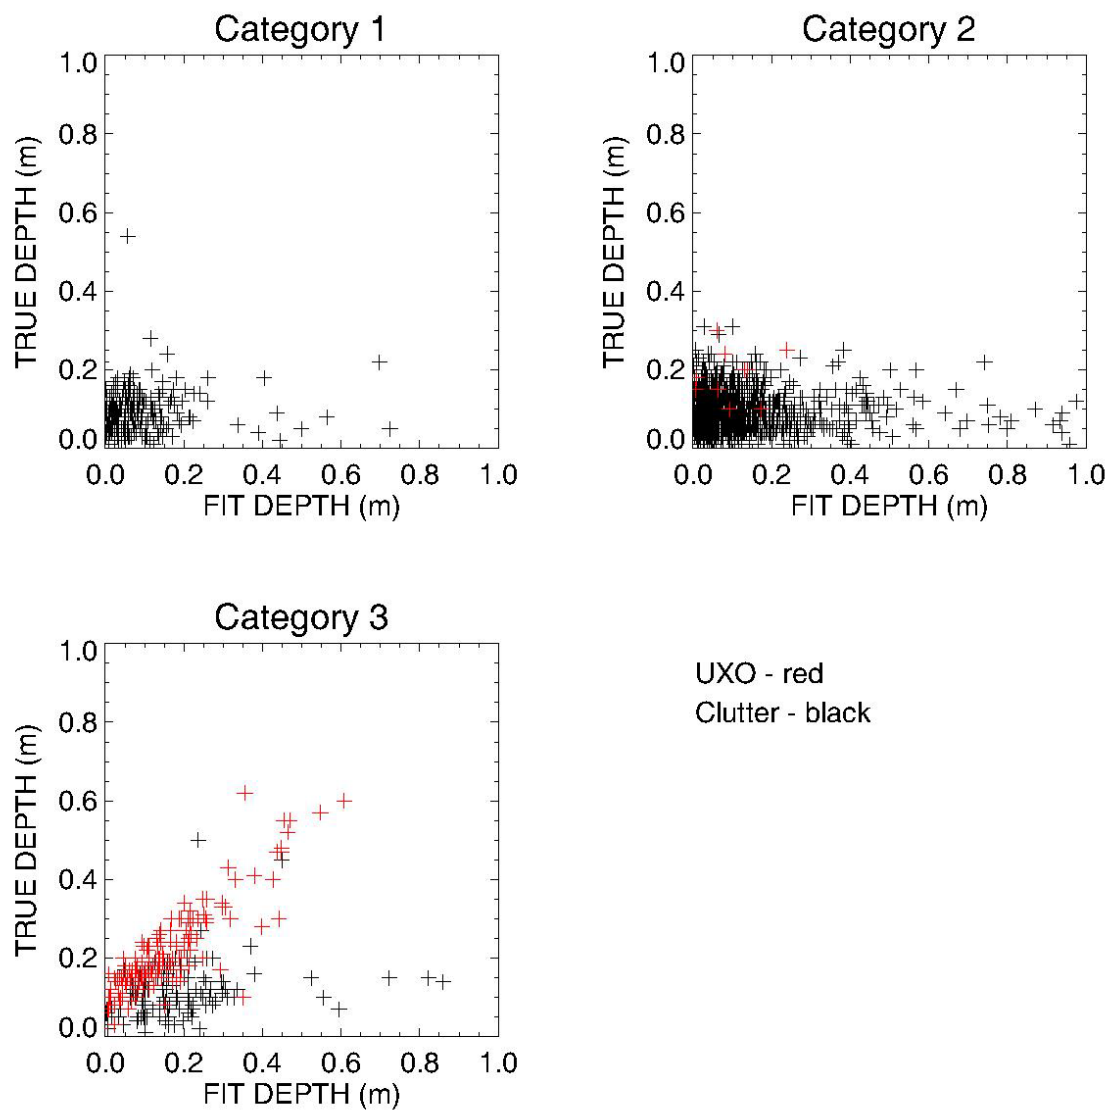 Category 1
1.0
0.8
0.6
0.4
0.2
0.0
TRUE DEPTH (m)
0.0 0.2 0.4 0.6 0.8 1.0
FIT DEPTH (m)
Category 2
1.0
0.8
0.6
0.4
0.2
0.0
TRUE DEPTH (m)
0.0 0.2 0.4 0.6 0.8 1.0
FIT DEPTH (m)
Category 3
1.0
0.8
0.6
0.4
0.2
0.0
TRUE DEPTH (m)
0.0 0.2 0.4 0.6 0.8 1.0
FIT DEPTH (m)
UXO - red
Clutter - black